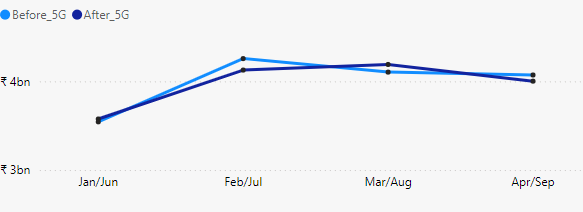 Before_5G After_5G
₹ 4bn
₹ 3bn
Jan/Jun Feb/Jul Mar/Aug Apr/Sep